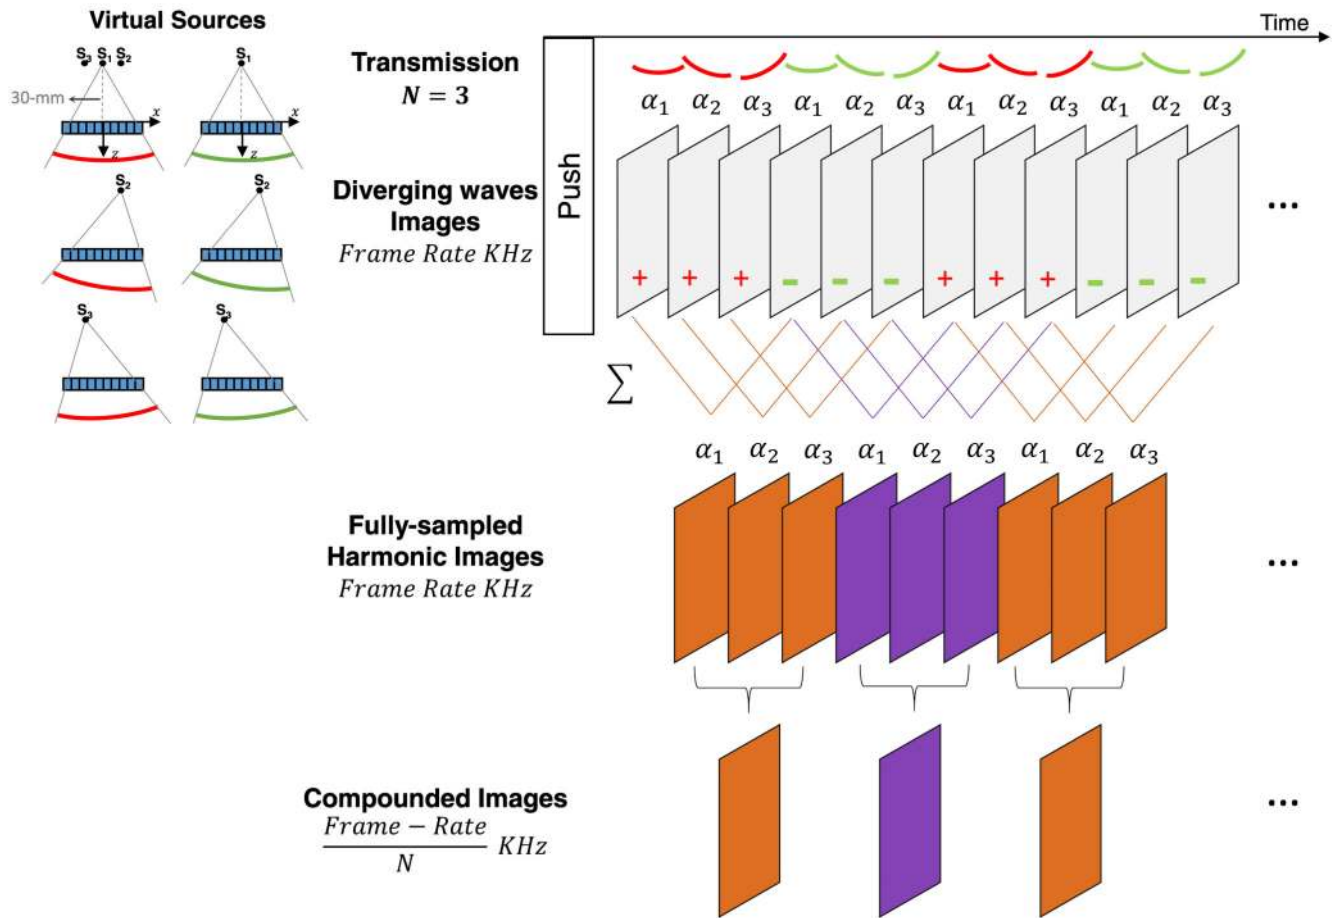 Virtual Sources
Time
S₃ S₁ S₂
S₁
30-mm
x
x
z
z
S₂
S₂
S₃
S₃
Transmission
N = 3
α₁ α₂ α₃ α₁ α₂ α₃ α₁ α₂ α₃ α₁ α₂ α₃
Push
Diverging waves
Images
Frame Rate KHz
+ + + - - - + + + - - -
...
∑
α₁ α₂ α₃ α₁ α₂ α₃ α₁ α₂ α₃
Fully-sampled
Harmonic Images
Frame Rate KHz
...
Compounded Images
Frame − Rate
N
KHz
...